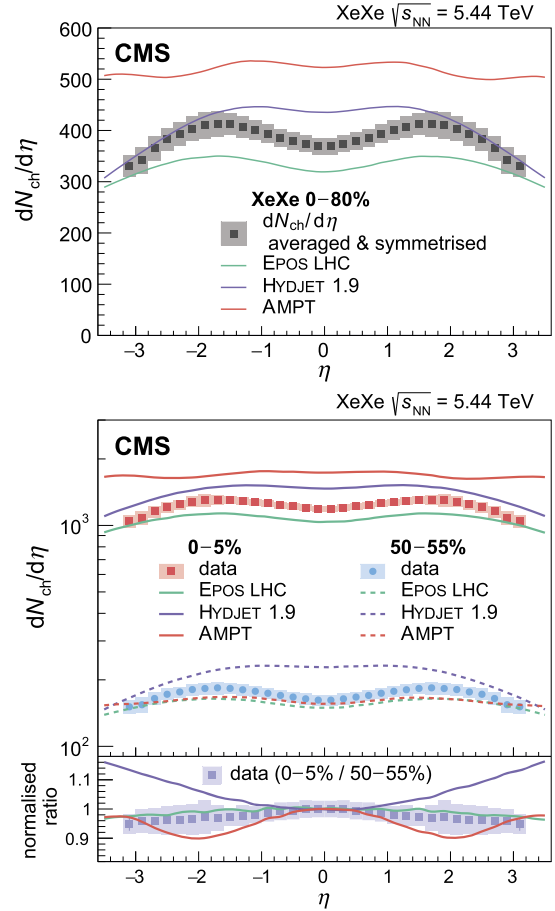 XeXe √sNN = 5.44 TeV
600
CMS
500
400
300
200
100
0
dNch/dη
XeXe 0−80%
dNch/dη
averaged & symmetrised
EPOS LHC
HYDJET 1.9
AMPT
−3 −2 −1 0 1 2 3
η
XeXe √sNN = 5.44 TeV
CMS
10³
dNch/dη
0−5% 50−55%
data data
EPOS LHC EPOS LHC
HYDJET 1.9 HYDJET 1.9
AMPT AMPT
10²
normalised
ratio
1.1
1
0.9
data (0−5% / 50−55%)
−3 −2 −1 0 1 2 3
η